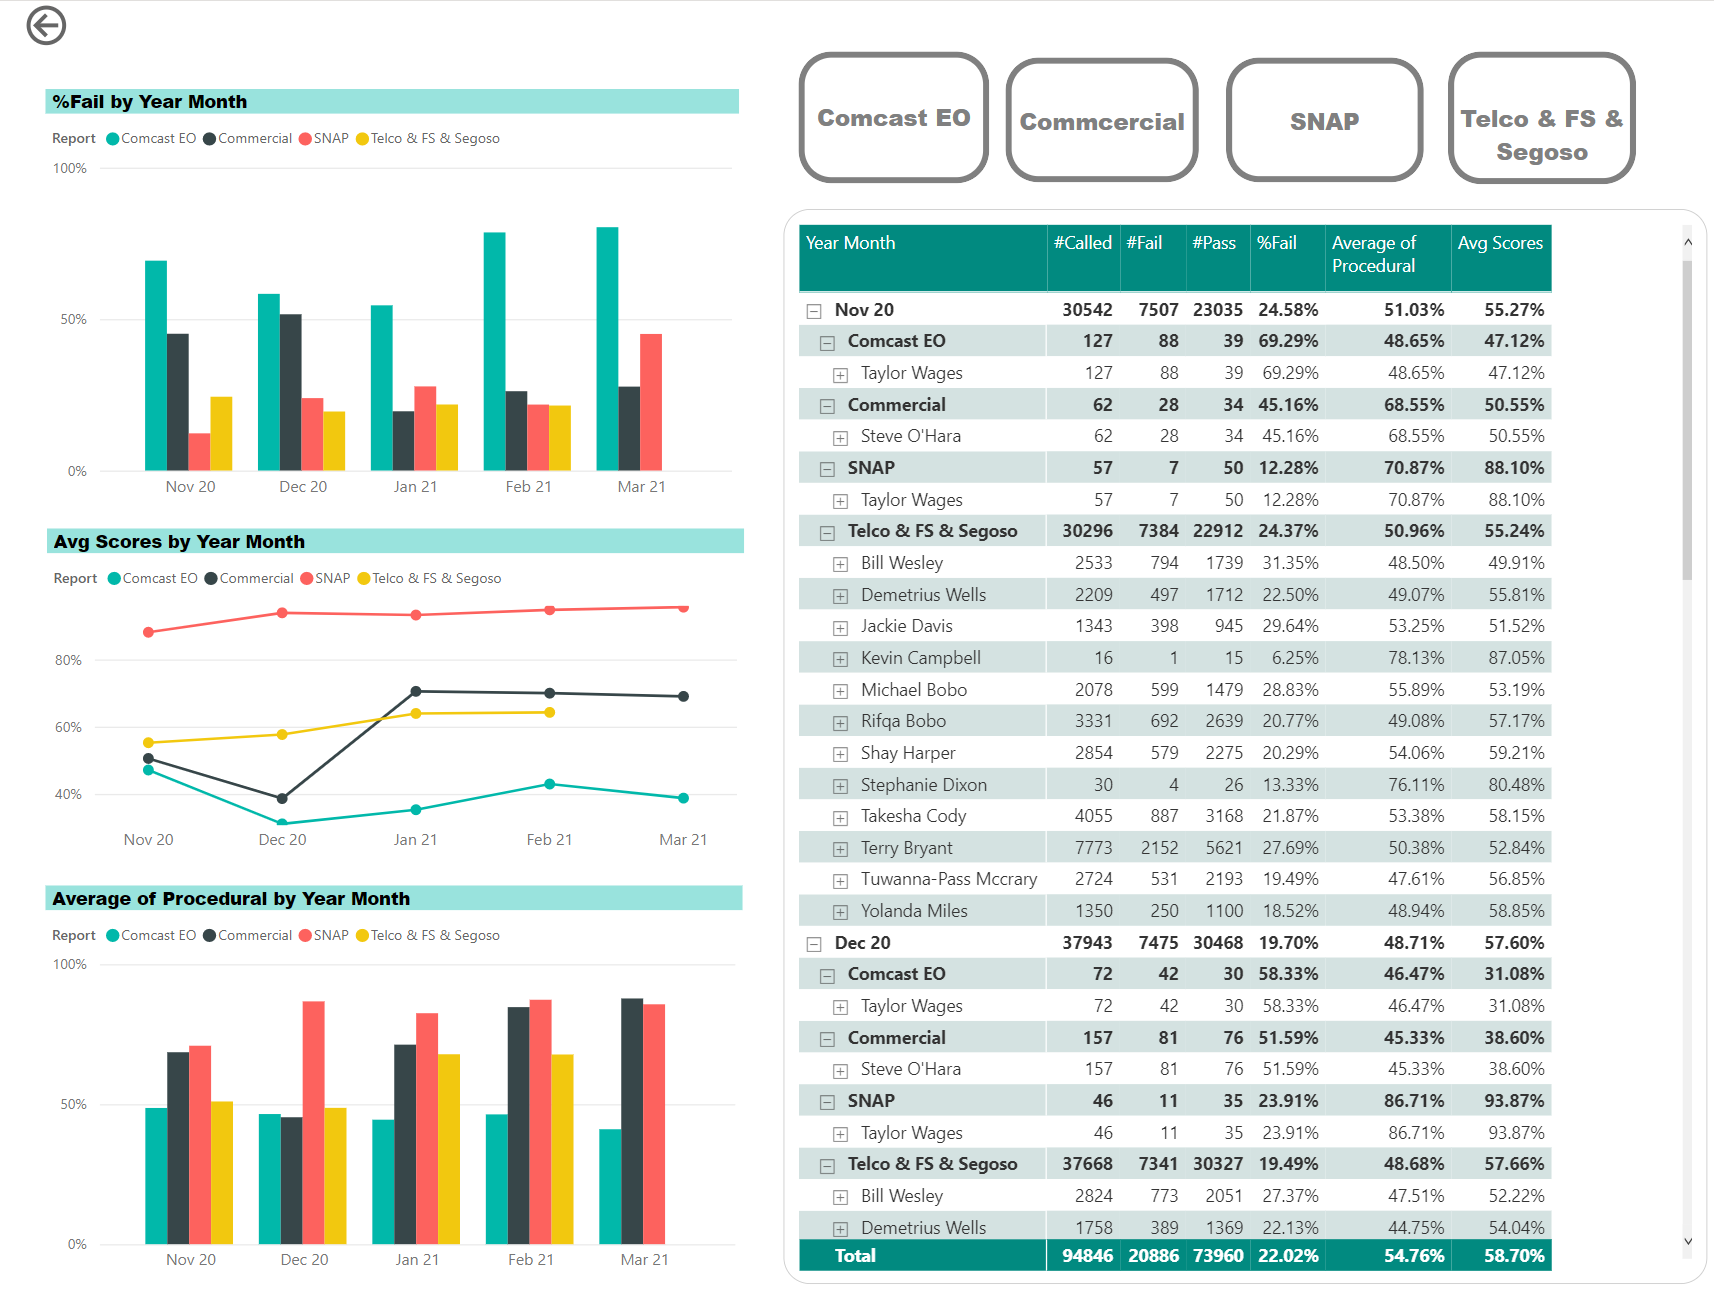 %Fail by Year Month
Report Comcast EO Commercial SNAP Telco & FS & Segoso
100%
50%
0%
Nov 20 Dec 20 Jan 21 Feb 21 Mar 21
Avg Scores by Year Month
Report Comcast EO Commercial SNAP Telco & FS & Segoso
80%
60%
40%
Nov 20 Dec 20 Jan 21 Feb 21 Mar 21
Average of Procedural by Year Month
Report Comcast EO Commercial SNAP Telco & FS & Segoso
100%
50%
0%
Nov 20 Dec 20 Jan 21 Feb 21 Mar 21
Comcast EO
Commcercial
SNAP
Telco & FS &
Segoso
Year Month #Called #Fail #Pass %Fail Average of Avg Scores
Procedural
Nov 20 30542 7507 23035 24.58% 51.03% 55.27%
Comcast EO 127 88 39 69.29% 48.65% 47.12%
Taylor Wages 127 88 39 69.29% 48.65% 47.12%
Commercial 62 28 34 45.16% 68.55% 50.55%
Steve O'Hara 62 28 34 45.16% 68.55% 50.55%
SNAP 57 7 50 12.28% 70.87% 88.10%
Taylor Wages 57 7 50 12.28% 70.87% 88.10%
Telco & FS & Segoso 30296 7384 22912 24.37% 50.96% 55.24%
Bill Wesley 2533 794 1739 31.35% 48.50% 49.91%
Demetrius Wells 2209 497 1712 22.50% 49.07% 55.81%
Jackie Davis 1343 398 945 29.64% 53.25% 51.52%
Kevin Campbell 16 1 15 6.25% 78.13% 87.05%
Michael Bobo 2078 599 1479 28.83% 55.89% 53.19%
Rifqa Bobo 3331 692 2639 20.77% 49.08% 57.17%
Shay Harper 2854 579 2275 20.29% 54.06% 59.21%
Stephanie Dixon 30 4 26 13.33% 76.11% 80.48%
Takesha Cody 4055 887 3168 21.87% 53.38% 58.15%
Terry Bryant 7773 2152 5621 27.69% 50.38% 52.84%
Tuwanna-Pass Mccrary 2724 531 2193 19.49% 47.61% 56.85%
Yolanda Miles 1350 250 1100 18.52% 48.94% 58.85%
Dec 20 37943 7475 30468 19.70% 48.71% 57.60%
Comcast EO 72 42 30 58.33% 46.47% 31.08%
Taylor Wages 72 42 30 58.33% 46.47% 31.08%
Commercial 157 81 76 51.59% 45.33% 38.60%
Steve O'Hara 157 81 76 51.59% 45.33% 38.60%
SNAP 46 11 35 23.91% 86.71% 93.87%
Taylor Wages 46 11 35 23.91% 86.71% 93.87%
Telco & FS & Segoso 37668 7341 30327 19.49% 48.68% 57.66%
Bill Wesley 2824 773 2051 27.37% 47.51% 52.22%
Demetrius Wells 1758 389 1369 22.13% 44.75% 54.04%
Total 94846 20886 73960 22.02% 54.76% 58.70%